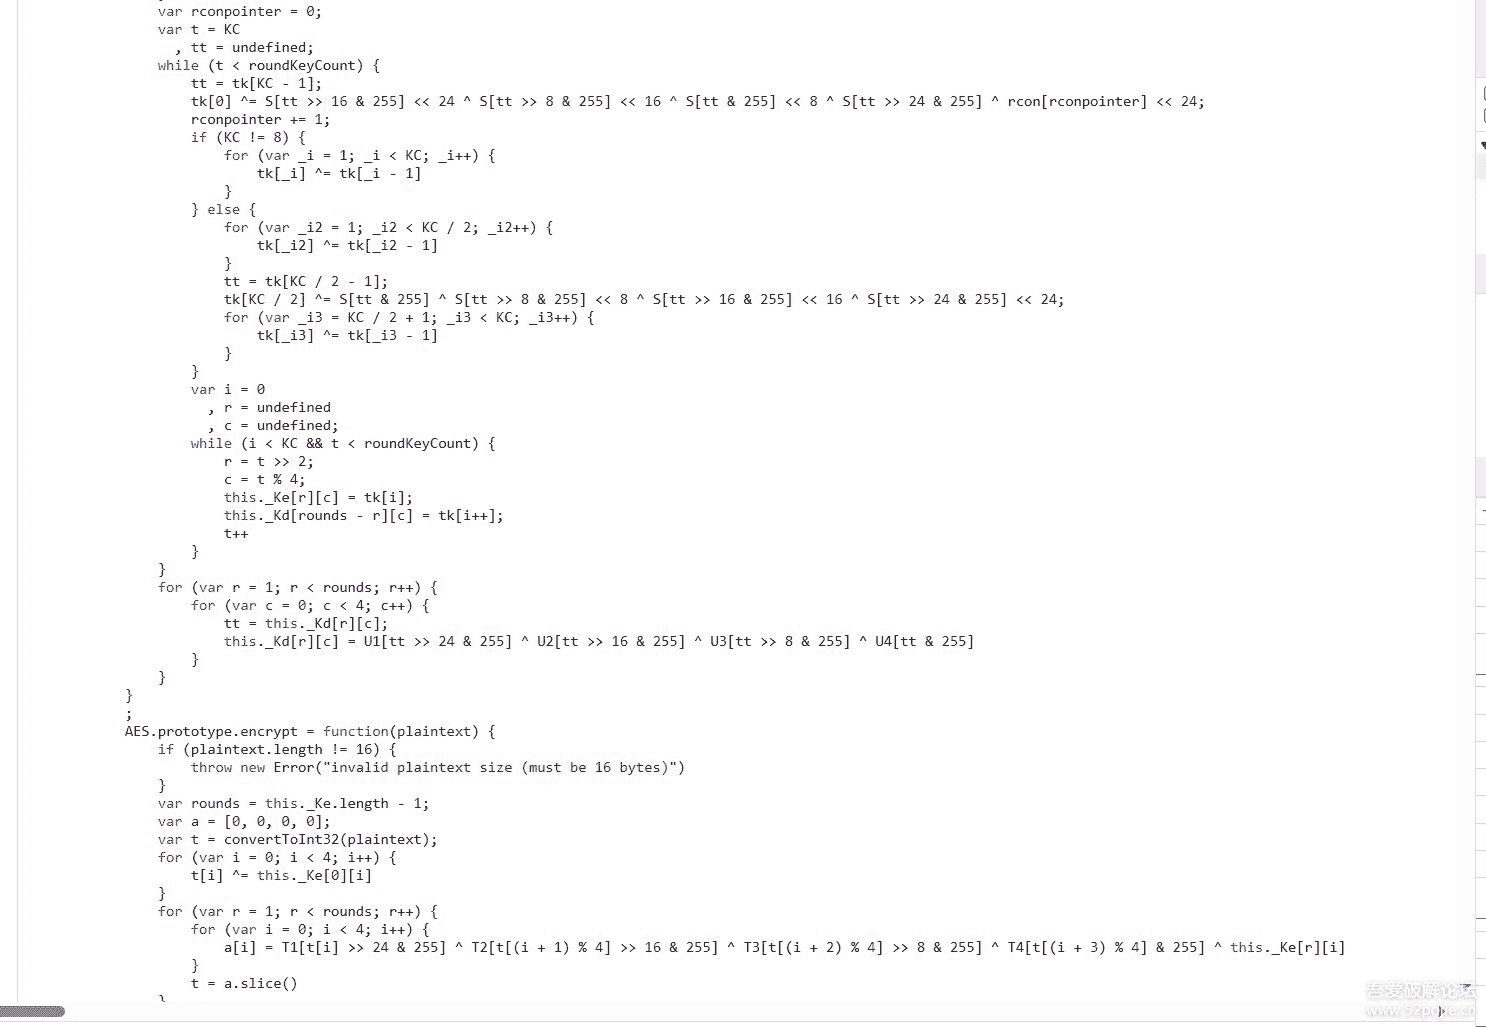 var rconpointer = 0;
var t = KC
, tt = undefined;
while (t < roundKeyCount) {
tt = tk[KC - 1];
tk[0] ^= S[tt >> 16 & 255] << 24 ^ S[tt >> 8 & 255] << 16 ^ S[tt & 255] << 8 ^ S[tt >> 24 & 255] ^ rcon[rconpointer] << 24;
rconpointer += 1;
if (KC != 8) {
for (var _i = 1; _i < KC; _i++) {
tk[_i] ^= tk[_i - 1]
}
} else {
for (var _i2 = 1; _i2 < KC / 2; _i2++) {
tk[_i2] ^= tk[_i2 - 1]
}
tt = tk[KC / 2 - 1];
tk[KC / 2] ^= S[tt & 255] ^ S[tt >> 8 & 255] << 8 ^ S[tt >> 16 & 255] << 16 ^ S[tt >> 24 & 255] << 24;
for (var _i3 = KC / 2 + 1; _i3 < KC; _i3++) {
tk[_i3] ^= tk[_i3 - 1]
}
}
var i = 0
, r = undefined
, c = undefined;
while (i < KC && t < roundKeyCount) {
r = t >> 2;
c = t % 4;
this._Ke[r][c] = tk[i];
this._Kd[rounds - r][c] = tk[i++];
t++
}
}
for (var r = 1; r < rounds; r++) {
for (var c = 0; c < 4; c++) {
tt = this._Kd[r][c];
this._Kd[r][c] = U1[tt >> 24 & 255] ^ U2[tt >> 16 & 255] ^ U3[tt >> 8 & 255] ^ U4[tt & 255]
}
}
}
;
AES.prototype.encrypt = function(plaintext) {
if (plaintext.length != 16) {
throw new Error("invalid plaintext size (must be 16 bytes)")
}
var rounds = this._Ke.length - 1;
var a = [0, 0, 0, 0];
var t = convertToInt32(plaintext);
for (var i = 0; i < 4; i++) {
t[i] ^= this._Ke[0][i]
}
for (var r = 1; r < rounds; r++) {
for (var i = 0; i < 4; i++) {
a[i] = T1[t[i] >> 24 & 255] ^ T2[t[(i + 1) % 4] >> 16 & 255] ^ T3[t[(i + 2) % 4] >> 8 & 255] ^ T4[t[(i + 3) % 4] & 255] ^ this._Ke[r][i]
}
t = a.slice()
}
吾爱破解论坛
www.52pojie.cn